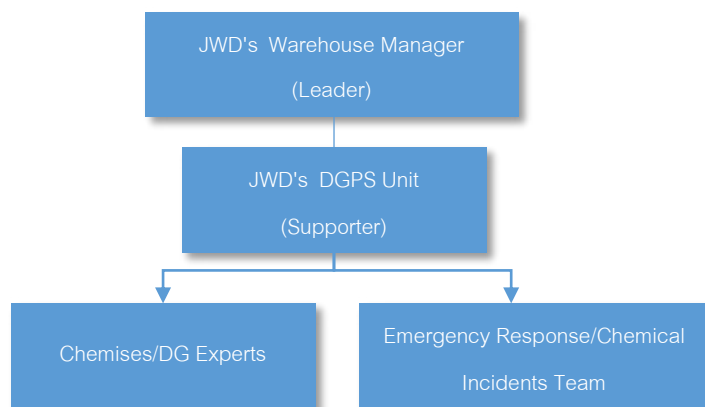 JWD's  Warehouse Manager
(Leader)
JWD's  DGPS Unit
(Supporter)
Chemises/DG Experts
Emergency Response/Chemical
Incidents Team